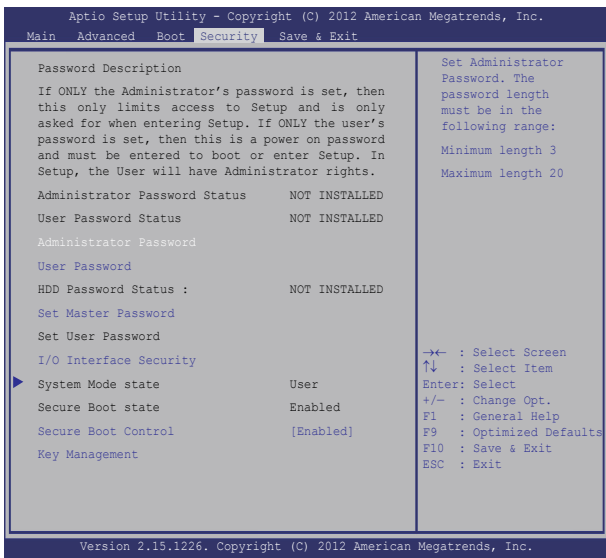 Aptio Setup Utility - Copyright (C) 2012 American Megatrends, Inc.
Main Advanced Boot Security Save & Exit
Password Description
If ONLY the Administrator's password is set, then
this only limits access to Setup and is only
asked for when entering Setup. If ONLY the user's
password is set, then this is a power on password
and must be entered to boot or enter Setup. In
Setup, the User will have Administrator rights.
Administrator Password Status NOT INSTALLED
User Password Status NOT INSTALLED
Administrator Password
User Password
HDD Password Status : NOT INSTALLED
Set Master Password
Set User Password
I/O Interface Security
System Mode state User
Secure Boot state Enabled
Secure Boot Control [Enabled]
Key Management
Set Administrator
Password. The
password length
must be in the
following range:
Minimum length 3
Maximum length 20
→← : Select Screen
↑↓ : Select Item
Enter: Select
+/— : Change Opt.
F1 : General Help
F9 : Optimized Defaults
F10 : Save & Exit
ESC : Exit
Version 2.15.1226. Copyright (C) 2012 American Megatrends, Inc.